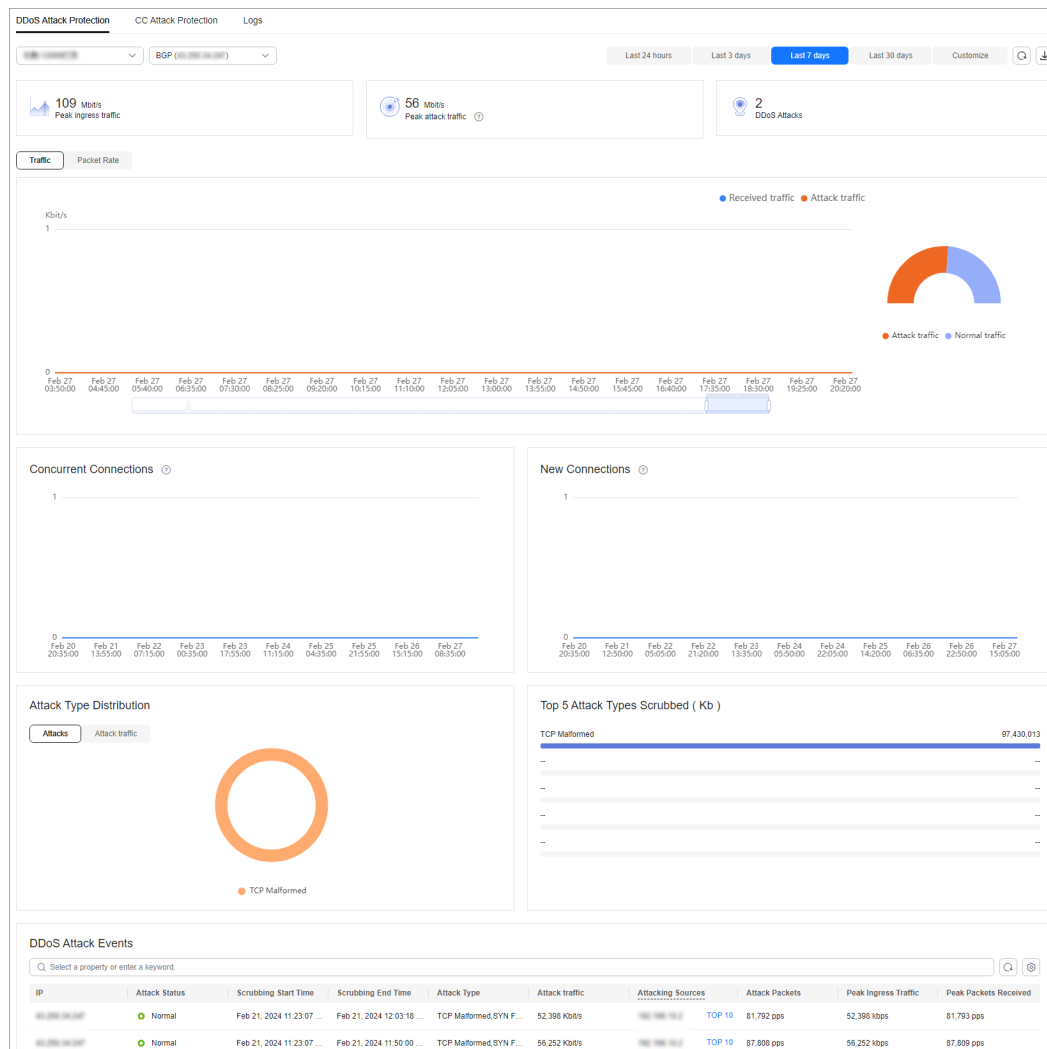 DDoS Attack Protection CC Attack Protection Logs
BGP ( )
Last 24 hours Last 3 days Last 7 days Last 30 days Customize
109 Mbit/s
Peak ingress traffic
56 Mbit/s
Peak attack traffic
2
DDoS Attacks
Traffic Packet Rate
Received traffic Attack traffic
Kbit/s
1
0
Feb 27 Feb 27 Feb 27 Feb 27 Feb 27 Feb 27 Feb 27 Feb 27 Feb 27 Feb 27 Feb 27 Feb 27 Feb 27 Feb 27 Feb 27 Feb 27 Feb 27 Feb 27 Feb 27
03:50:00 04:45:00 05:40:00 06:35:00 07:30:00 08:25:00 09:20:00 10:15:00 11:10:00 12:05:00 13:00:00 13:55:00 14:50:00 15:45:00 16:40:00 17:35:00 18:30:00 19:25:00 20:20:00
Attack traffic Normal traffic
Concurrent Connections
1
0
Feb 20 Feb 21 Feb 22 Feb 23 Feb 23 Feb 24 Feb 25 Feb 25 Feb 26 Feb 27
20:35:00 13:55:00 07:15:00 00:35:00 17:55:00 11:15:00 04:35:00 21:55:00 15:15:00 08:35:00
New Connections
1
0
Feb 20 Feb 21 Feb 22 Feb 22 Feb 23 Feb 24 Feb 24 Feb 25 Feb 26 Feb 26 Feb 27
20:35:00 12:50:00 05:05:00 21:20:00 13:35:00 05:50:00 22:05:00 14:20:00 06:35:00 22:50:00 15:05:00
Attack Type Distribution
Attacks Attack traffic
TCP Malformed
Top 5 Attack Types Scrubbed ( Kb )
TCP Malformed 97,430,013
-- --
-- --
-- --
-- --
DDoS Attack Events
Select a property or enter a keyword.
IP Attack Status Scrubbing Start Time Scrubbing End Time Attack Type Attack traffic Attacking Sources Attack Packets Peak Ingress Traffic Peak Packets Received
Normal Feb 21, 2024 11:23:07 ... Feb 21, 2024 12:03:18 ... TCP Malformed,SYN F... 52,398 Kbit/s TOP 10 81,792 pps 52,398 kbps 81,793 pps
Normal Feb 21, 2024 11:23:07 ... Feb 21, 2024 11:50:00 ... TCP Malformed,SYN F... 56,252 Kbit/s TOP 10 87,808 pps 56,252 kbps 87,809 pps